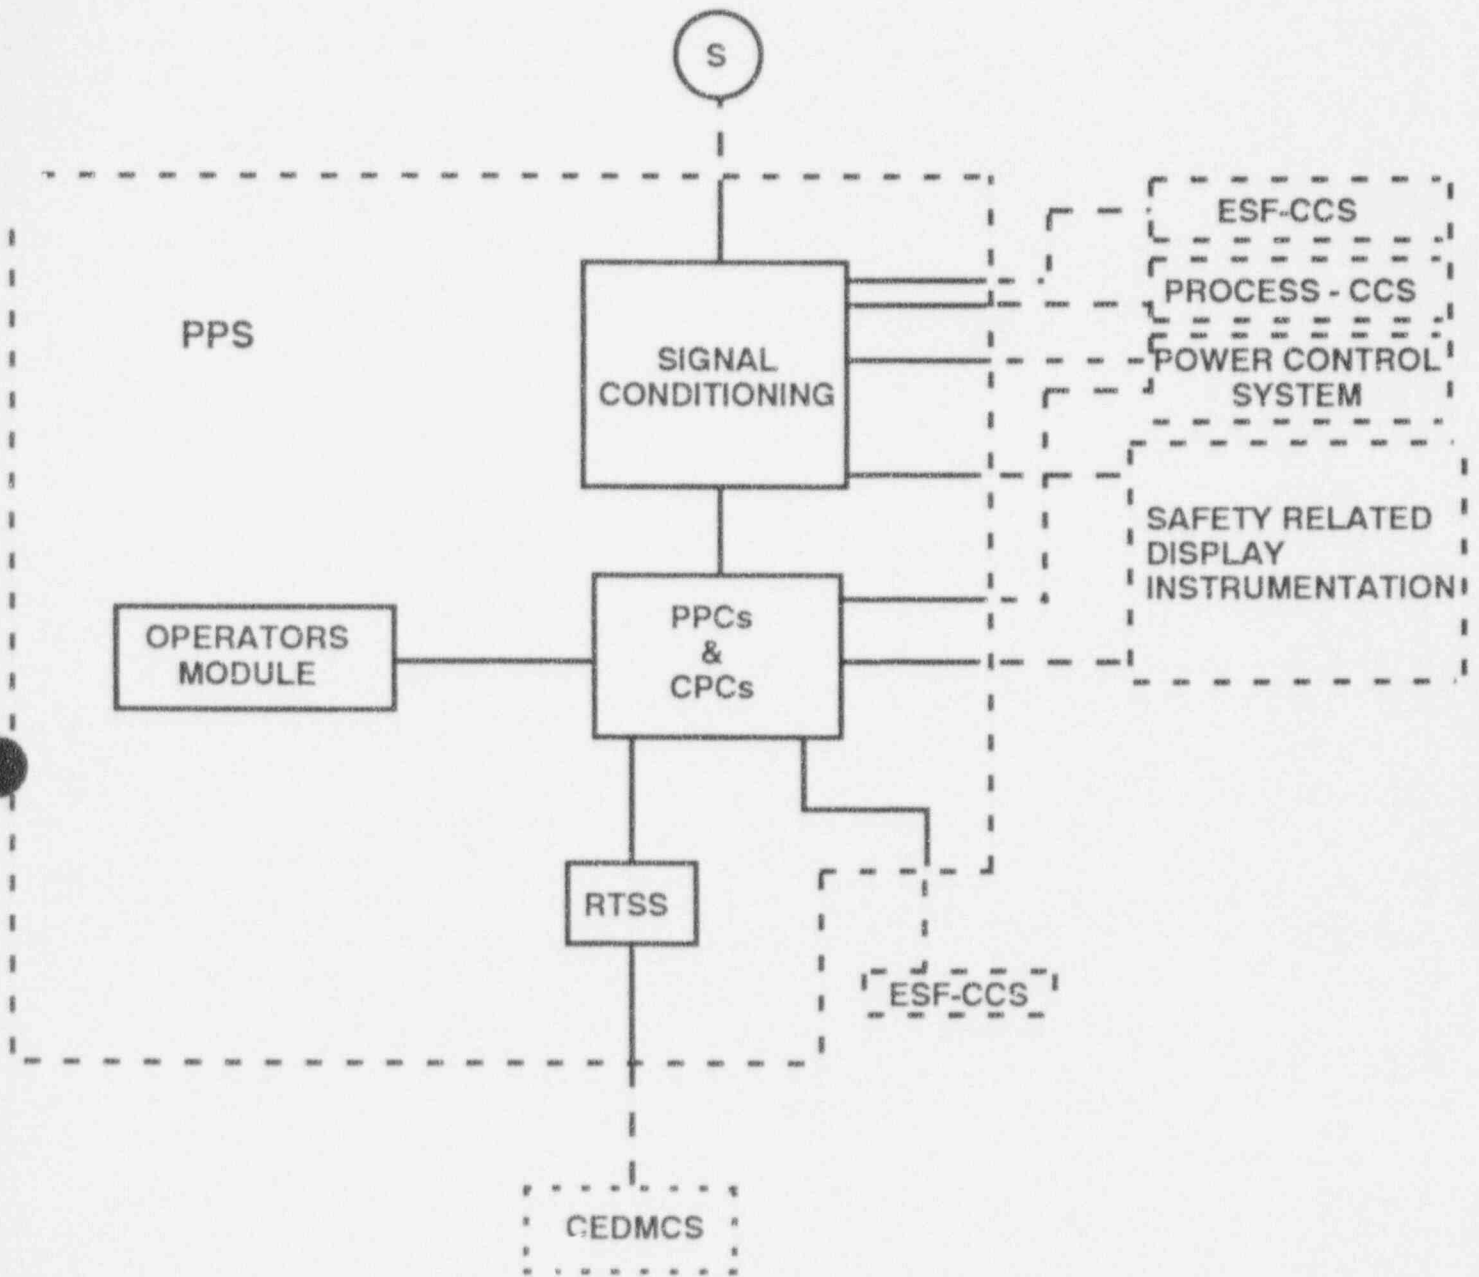 S
ESF-CCS
PROCESS - CCS
PPS
SIGNAL
CONDITIONING
POWER CONTROL
SYSTEM
SAFETY RELATED
DISPLAY
INSTRUMENTATION
OPERATORS
MODULE
PPCs
&
CPCs
RTSS
ESF-CCS
CEDMCS